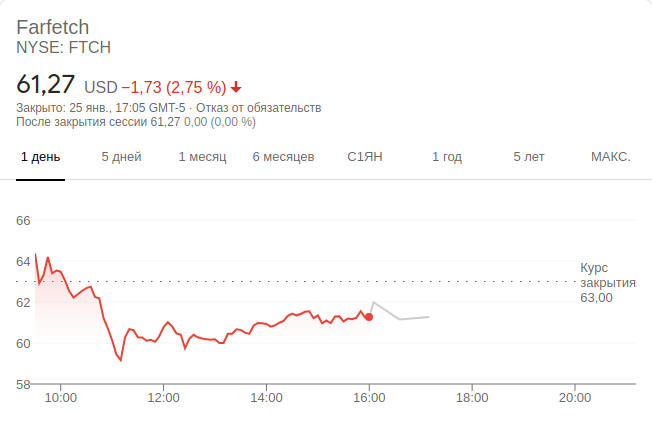 Farfetch
NYSE: FTCH
61,27 USD −1,73 (2,75 %)
Закрыто: 25 янв., 17:05 GMT-5 · Отказ от обязательств
После закрытия сессии 61,27 0,00 (0,00 %)
1 день 5 дней 1 месяц 6 месяцев С1ЯН 1 год 5 лет МАКС.
66
64
62
60
58
Курс
закрытия
63,00
10:00 12:00 14:00 16:00 18:00 20:00